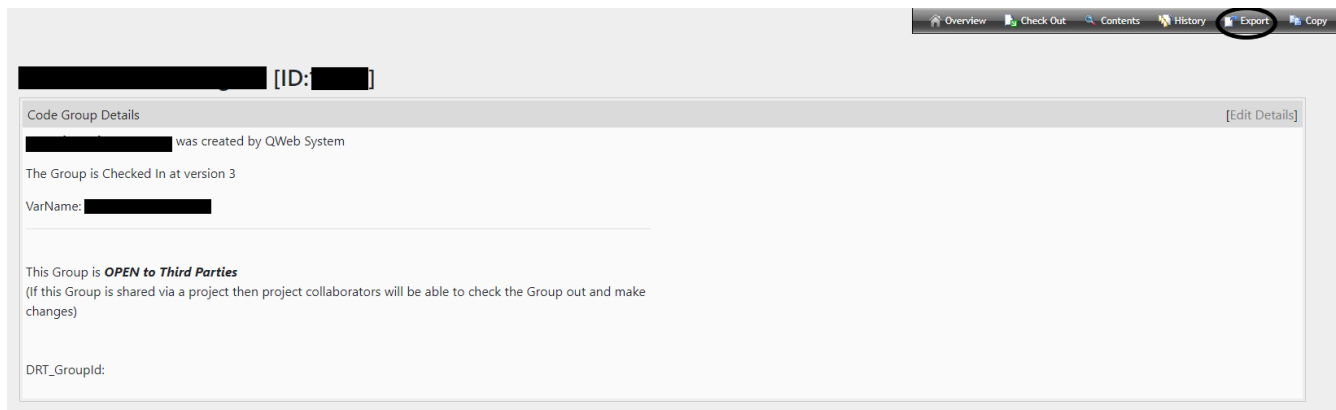 Overview Check Out Contents History Export Copy
[ID: ]
Code Group Details [Edit Details]
was created by QWeb System
The Group is Checked In at version 3
VarName:
This Group is OPEN to Third Parties
(If this Group is shared via a project then project collaborators will be able to check the Group out and make
changes)
DRT_GroupId: